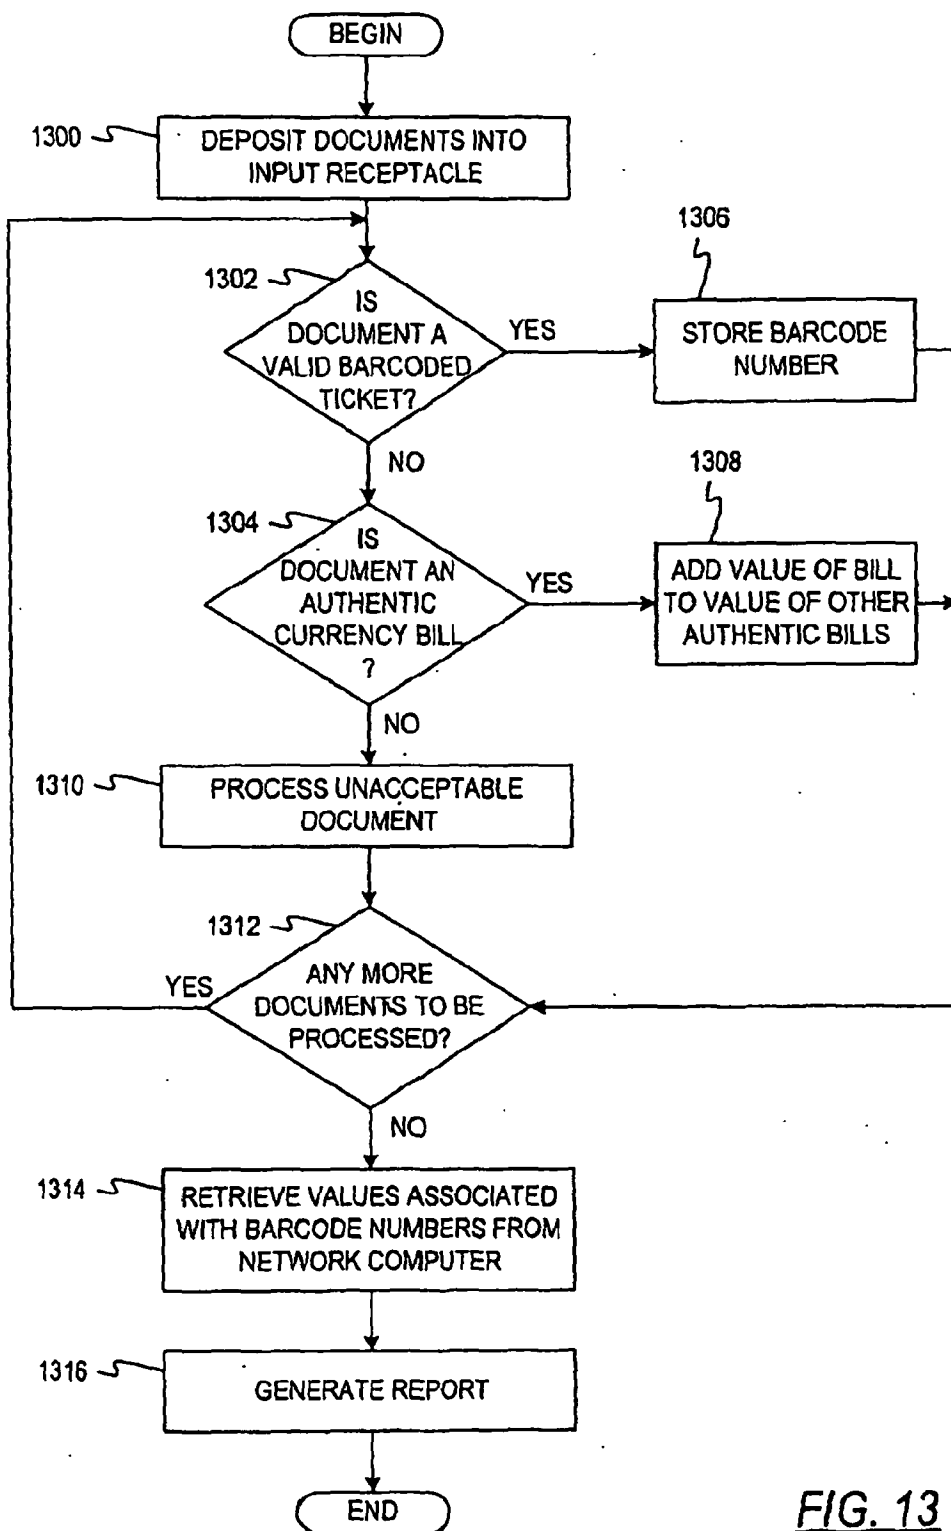 BEGIN
1300
DEPOSIT DOCUMENTS INTO
INPUT RECEPTACLE
1302
IS
DOCUMENT A
VALID BARCODED
TICKET?
YES
1306
STORE BARCODE
NUMBER
NO
1304
IS
DOCUMENT AN
AUTHENTIC
CURRENCY BILL
?
YES
1308
ADD VALUE OF BILL
TO VALUE OF OTHER
AUTHENTIC BILLS
NO
1310
PROCESS UNACCEPTABLE
DOCUMENT
1312
ANY MORE
DOCUMENTS TO BE
PROCESSED?
YES
NO
1314
RETRIEVE VALUES ASSOCIATED
WITH BARCODE NUMBERS FROM
NETWORK COMPUTER
1316
GENERATE REPORT
END
FIG. 13